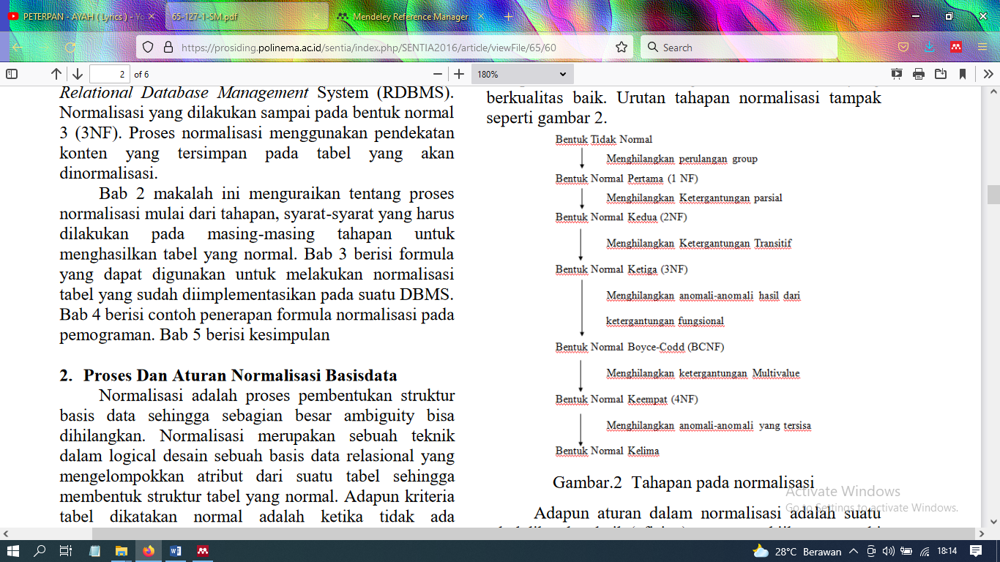 PETERPAN - AYAH ( Lyrics ) - Yo
65-127-1-SM.pdf
Mendeley Reference Manager
https://prosiding.polinema.ac.id/sentia/index.php/SENTIA2016/article/viewFile/65/60
Search
2 of 6
180%
Relational Database Management System (RDBMS).
Normalisasi yang dilakukan sampai pada bentuk normal
3 (3NF). Proses normalisasi menggunakan pendekatan
konten yang tersimpan pada tabel yang akan
dinormalisasi.
Bab 2 makalah ini menguraikan tentang proses
normalisasi mulai dari tahapan, syarat-syarat yang harus
dilakukan pada masing-masing tahapan untuk
menghasilkan tabel yang normal. Bab 3 berisi formula
yang dapat digunakan untuk melakukan normalisasi
tabel yang sudah diimplementasikan pada suatu DBMS.
Bab 4 berisi contoh penerapan formula normalisasi pada
pemograman. Bab 5 berisi kesimpulan
2. Proses Dan Aturan Normalisasi Basisdata
Normalisasi adalah proses pembentukan struktur
basis data sehingga sebagian besar ambiguity bisa
dihilangkan. Normalisasi merupakan sebuah teknik
dalam logical desain sebuah basis data relasional yang
mengelompokkan atribut dari suatu tabel sehingga
membentuk struktur tabel yang normal. Adapun kriteria
tabel dikatakan normal adalah ketika tidak ada
berkualitas baik. Urutan tahapan normalisasi tampak
seperti gambar 2.
Bentuk Tidak Normal
Menghilangkan perulangan group
Bentuk Normal Pertama (1 NF)
Menghilangkan Ketergantungan parsial
Bentuk Normal Kedua (2NF)
Menghilangkan Ketergantungan Transitif
Bentuk Normal Ketiga (3NF)
Menghilangkan anomali-anomali hasil dari
ketergantungan fungsional
Bentuk Normal Boyce-Codd (BCNF)
Menghilangkan ketergantungan Multivalue
Bentuk Normal Keempat (4NF)
Menghilangkan anomali-anomali yang tersisa
Bentuk Normal Kelima
Gambar.2 Tahapan pada normalisasi
Adapun aturan dalam normalisasi adalah suatu
Activate Windows
Go to Settings to activate Windows.
28°C Berawan
18:14